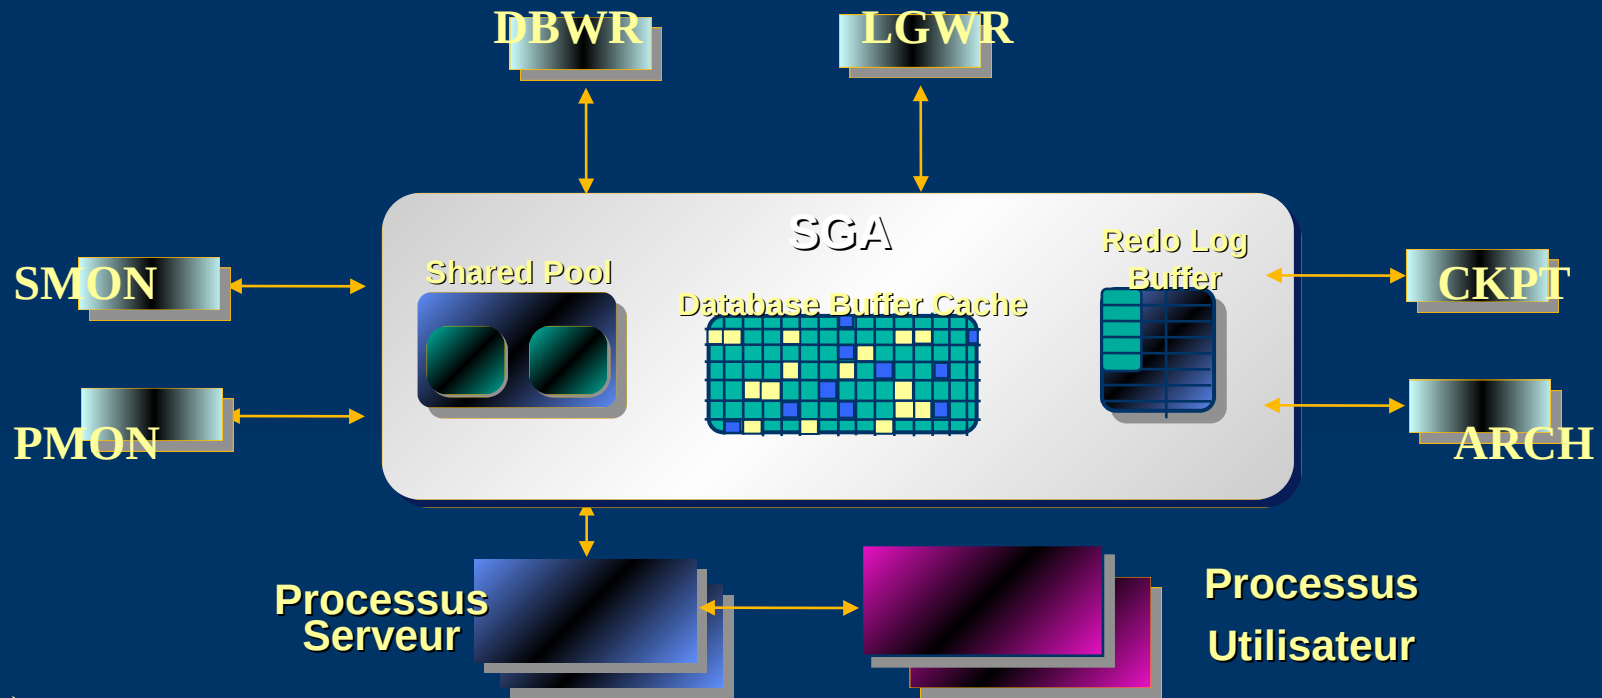 DBWR
LGWR
SGA
Redo Log
Buffer
Shared Pool
Database Buffer Cache
SMON
CKPT
PMON
ARCH
Processus
Serveur
Processus
Utilisateur